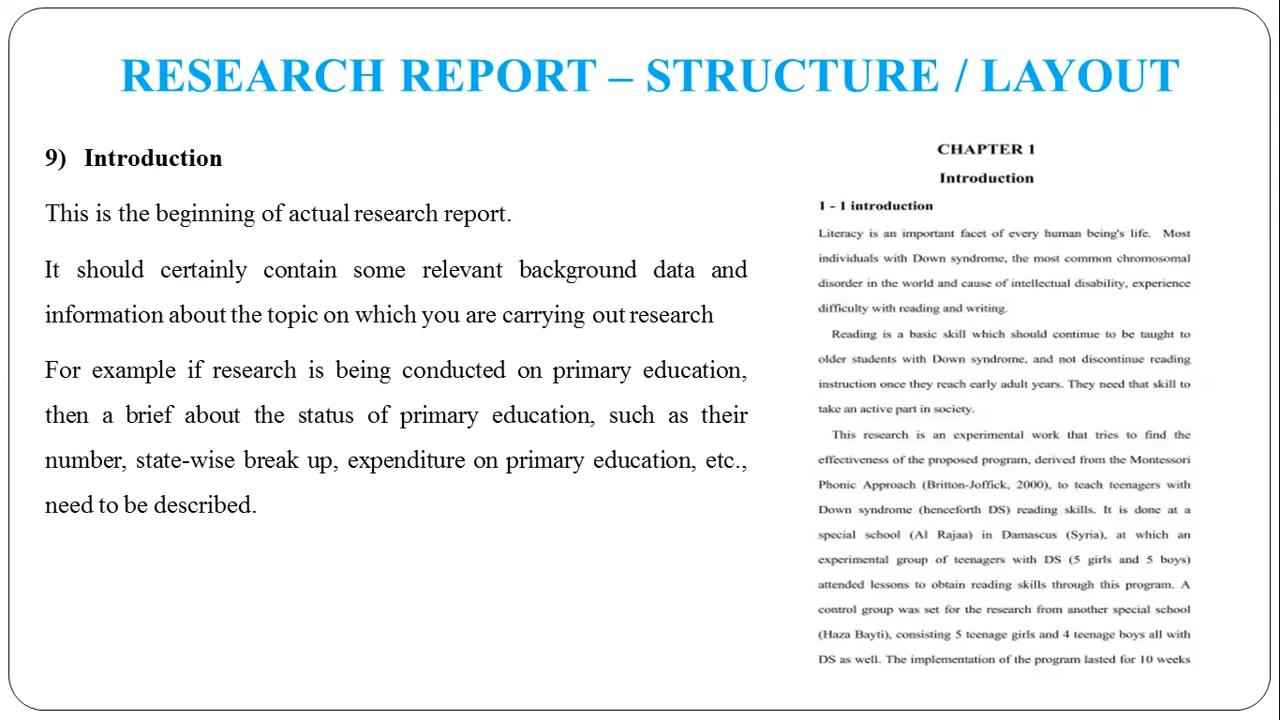 RESEARCH REPORT – STRUCTURE / LAYOUT
9) Introduction
This is the beginning of actual research report.
It should certainly contain some relevant background data and
information about the topic on which you are carrying out research
For example if research is being conducted on primary education,
then a brief about the status of primary education, such as their
number, state-wise break up, expenditure on primary education, etc.,
need to be described.
CHAPTER 1
Introduction
1 - 1 introduction
Literacy is an important facet of every human being's life. Most
individuals with Down syndrome, the most common chromosomal
disorder in the world and cause of intellectual disability, experience
difficulty with reading and writing.
Reading is a basic skill which should continue to be taught to
older students with Down syndrome, and not discontinue reading
instruction once they reach early adult years. They need that skill to
take an active part in society.
This research is an experimental work that tries to find the
effectiveness of the proposed program, derived from the Montessori
Phonic Approach (Britton-Joffick, 2000), to teach teenagers with
Down syndrome (henceforth DS) reading skills. It is done at a
special school (Al Rajaa) in Damascus (Syria), at which an
experimental group of teenagers with DS (5 girls and 5 boys)
attended lessons to obtain reading skills through this program. A
control group was set for the research from another special school
(Haza Bayti), consisting 5 teenage girls and 4 teenage boys all with
DS as well. The implementation of the program lasted for 10 weeks